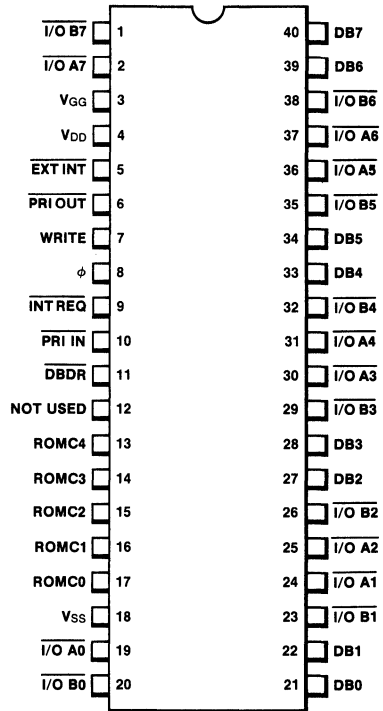 I/O B7 1 40 DB7
I/O A7 2 39 DB6
VGG 3 38 I/O B6
VDD 4 37 I/O A6
EXT INT 5 36 I/O A5
PRI OUT 6 35 I/O B5
WRITE 7 34 DB5
ϕ 8 33 DB4
INT REQ 9 32 I/O B4
PRI IN 10 31 I/O A4
DBDR 11 30 I/O A3
NOT USED 12 29 I/O B3
ROMC4 13 28 DB3
ROMC3 14 27 DB2
ROMC2 15 26 I/O B2
ROMC1 16 25 I/O A2
ROMC0 17 24 I/O A1
VSS 18 23 I/O B1
I/O A0 19 22 DB1
I/O B0 20 21 DB0